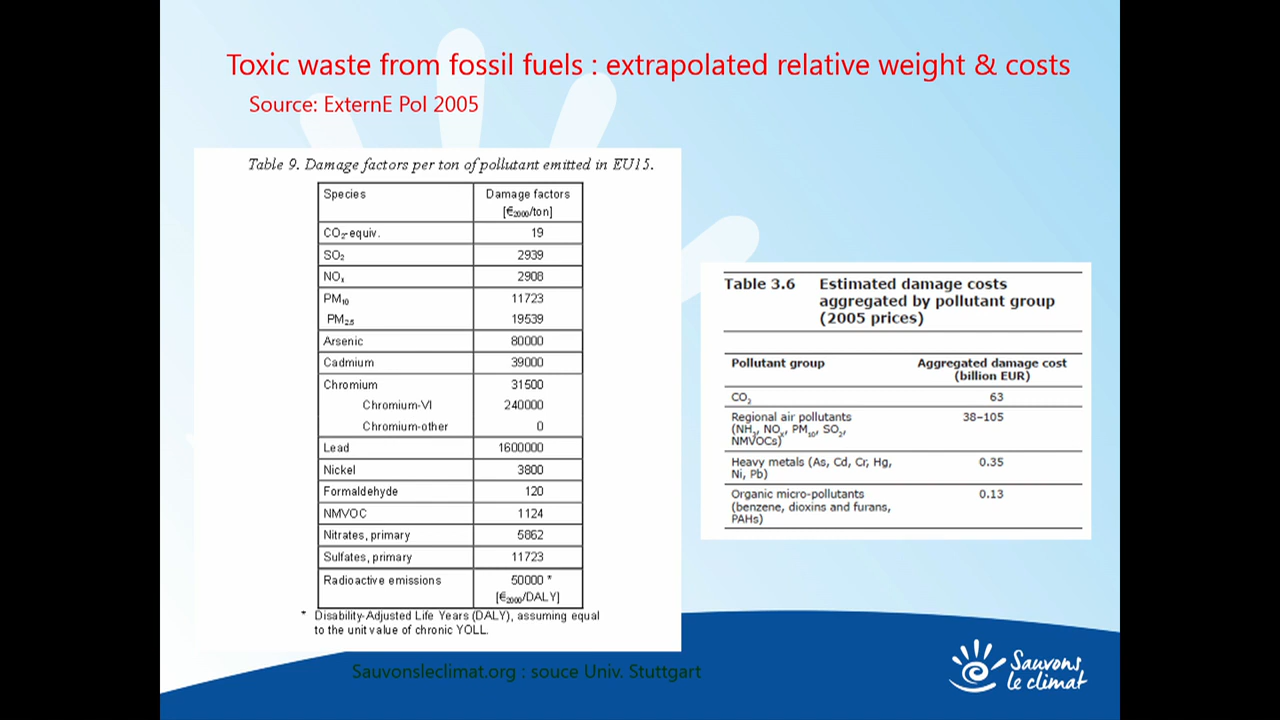 Toxic waste from fossil fuels : extrapolated relative weight & costs
Source: ExternE Pol 2005
Table 9. Damage factors per ton of pollutant emitted in EU15.
Species Damage factors
[€2000/ton]
CO2-equiv. 19
SO2 2939
NOx 2908
PM10 11723
PM2.5 19539
Arsenic 80000
Cadmium 39000
Chromium 31500
Chromium-VI 240000
Chromium-other 0
Lead 1600000
Nickel 3800
Formaldehyde 120
NMVOC 1124
Nitrates, primary 5862
Sulfates, primary 11723
Radioactive emissions 50000 *
[€2000/DALY]
* Disability-Adjusted Life Years (DALY), assuming equal
to the unit value of chronic YOLL.
Table 3.6 Estimated damage costs
aggregated by pollutant group
(2005 prices)
Pollutant group Aggregated damage cost
(billion EUR)
CO2 63
Regional air pollutants 38–105
(NH3, NOx, PM10, SO2,
NMVOCs)
Heavy metals (As, Cd, Cr, Hg, 0.35
Ni, Pb)
Organic micro-pollutants 0.13
(benzene, dioxins and furans,
PAHs)
Sauvonsleclimat.org : souce Univ. Stuttgart
Sauvons
le climat